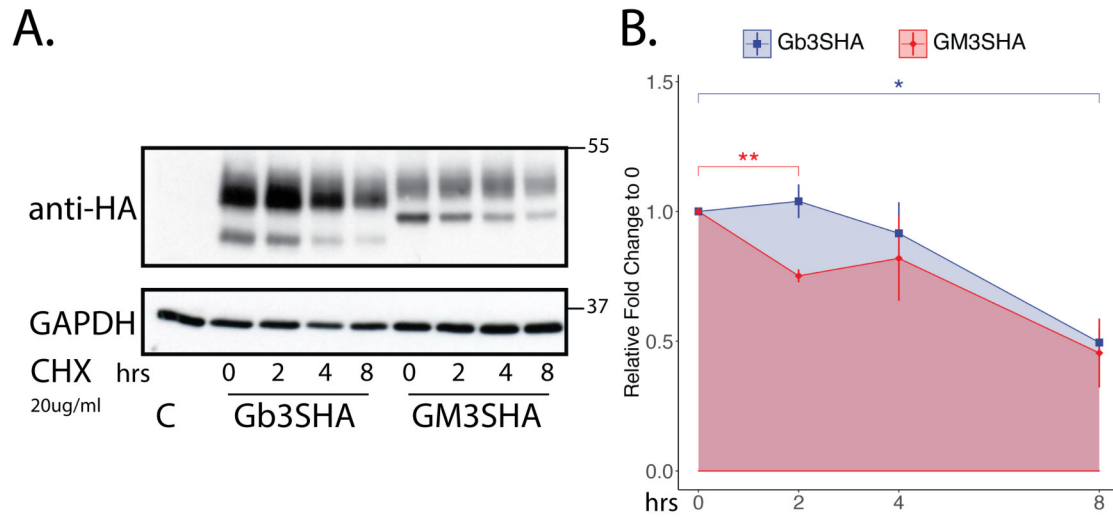 A.
anti-HA
55
GAPDH
37
CHX hrs 0 2 4 8 0 2 4 8
20ug/ml
C Gb3SHA GM3SHA
B.
Gb3SHA GM3SHA
Relative Fold Change to 0
1.5
*
**
1.0
0.5
0.0
hrs 0 2 4 8